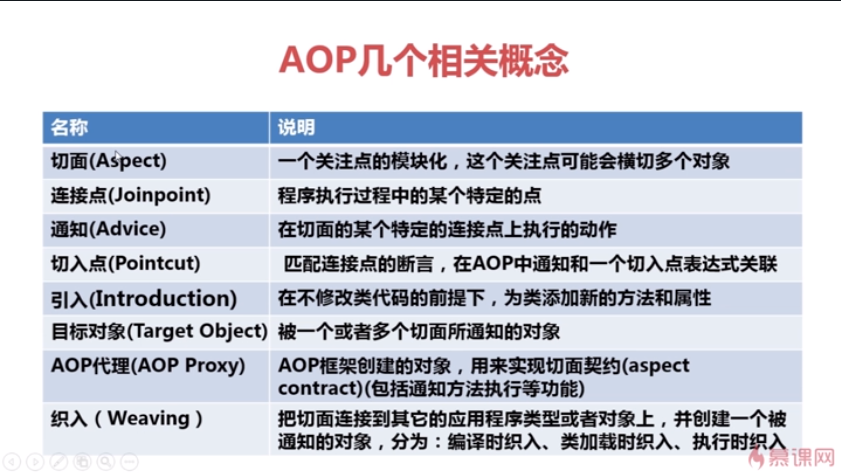 AOP几个相关概念
名称 说明
切面(Aspect) 一个关注点的模块化，这个关注点可能会横切多个对象
连接点(Joinpoint) 程序执行过程中的某个特定的点
通知(Advice) 在切面的某个特定的连接点上执行的动作
切入点(Pointcut) 匹配连接点的断言，在AOP中通知和一个切入点表达式关联
引入(Introduction) 在不修改类代码的前提下，为类添加新的方法和属性
目标对象(Target Object) 被一个或者多个切面所通知的对象
AOP代理(AOP Proxy) AOP框架创建的对象，用来实现切面契约(aspect
contract)(包括通知方法执行等功能)
织入（Weaving） 把切面连接到其它的应用程序类型或者对象上，并创建一个被
通知的对象，分为：编译时织入、类加载时织入、执行时织入
慕课网